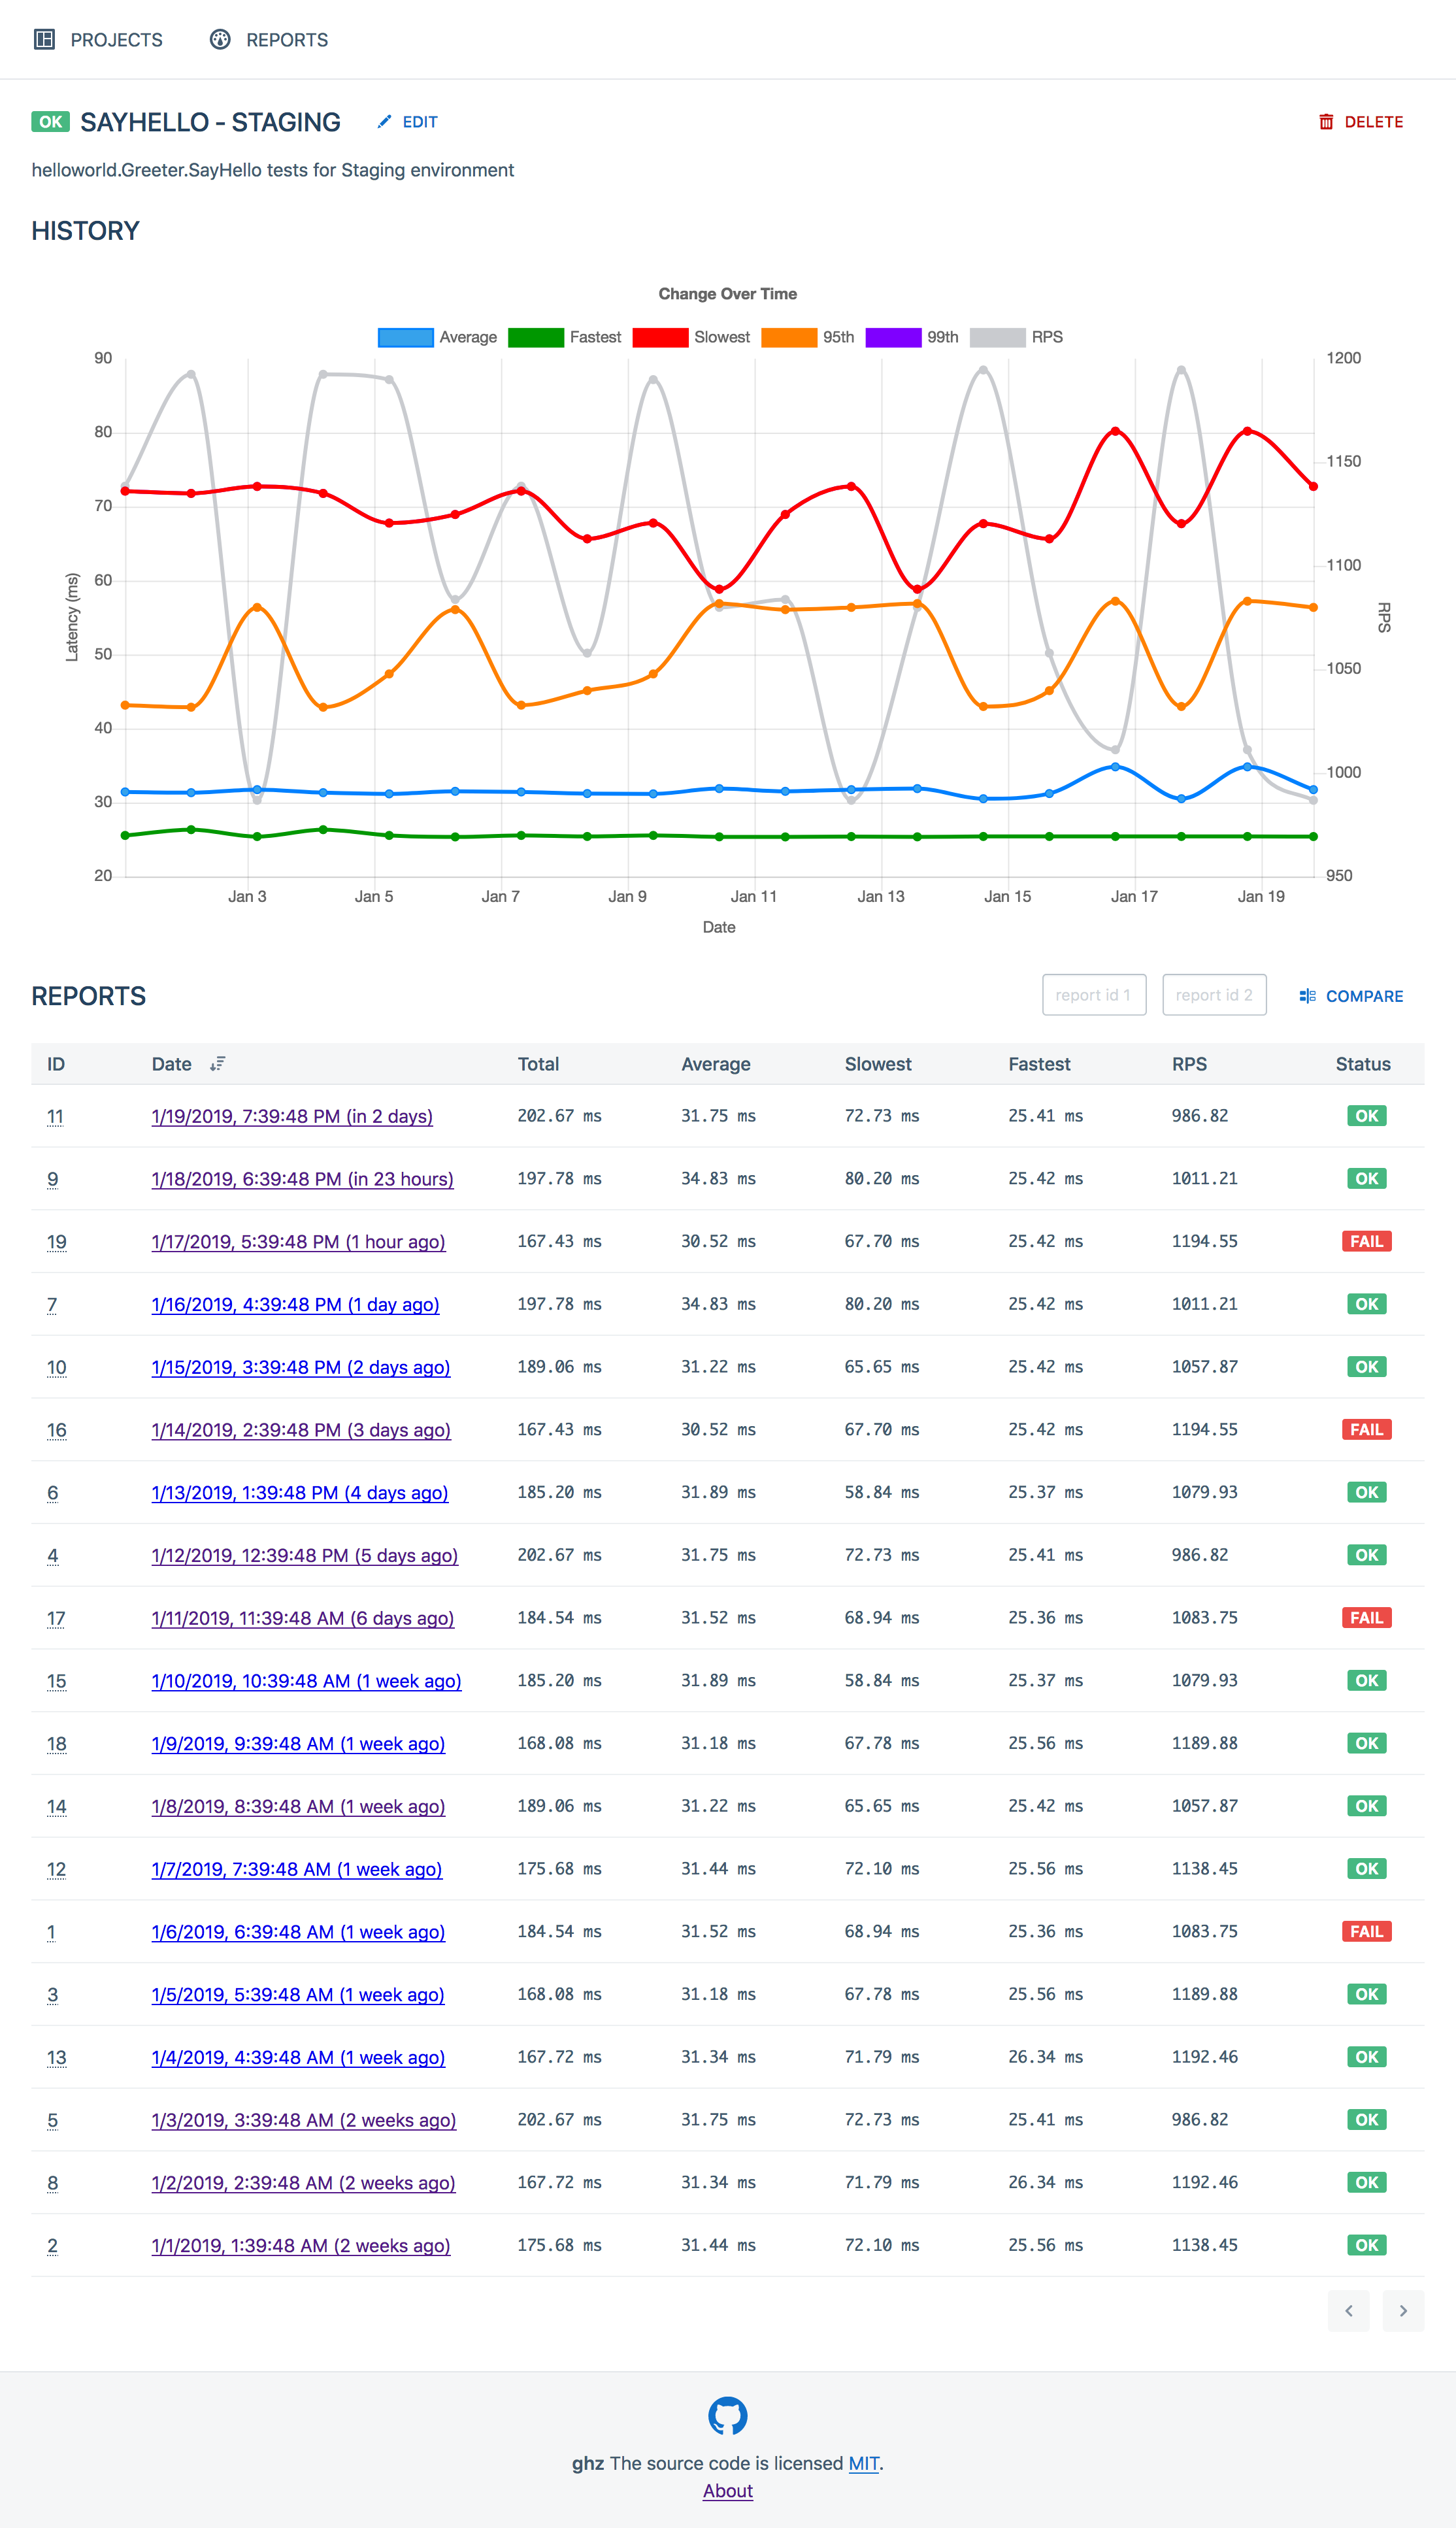 PROJECTS REPORTS
OK SAYHELLO - STAGING EDIT DELETE
helloworld.Greeter.SayHello tests for Staging environment
HISTORY
Change Over Time
Average Fastest Slowest 95th 99th RPS
90 1200
80
1150
70
1100
60
Latency (ms) RPS
50
1050
40
1000
30
20 950
Jan 3 Jan 5 Jan 7 Jan 9 Jan 11 Jan 13 Jan 15 Jan 17 Jan 19
Date
REPORTS report id 1 report id 2 COMPARE
ID Date Total Average Slowest Fastest RPS Status
11 1/19/2019, 7:39:48 PM (in 2 days) 202.67 ms 31.75 ms 72.73 ms 25.41 ms 986.82 OK
9 1/18/2019, 6:39:48 PM (in 23 hours) 197.78 ms 34.83 ms 80.20 ms 25.42 ms 1011.21 OK
19 1/17/2019, 5:39:48 PM (1 hour ago) 167.43 ms 30.52 ms 67.70 ms 25.42 ms 1194.55 FAIL
7 1/16/2019, 4:39:48 PM (1 day ago) 197.78 ms 34.83 ms 80.20 ms 25.42 ms 1011.21 OK
10 1/15/2019, 3:39:48 PM (2 days ago) 189.06 ms 31.22 ms 65.65 ms 25.42 ms 1057.87 OK
16 1/14/2019, 2:39:48 PM (3 days ago) 167.43 ms 30.52 ms 67.70 ms 25.42 ms 1194.55 FAIL
6 1/13/2019, 1:39:48 PM (4 days ago) 185.20 ms 31.89 ms 58.84 ms 25.37 ms 1079.93 OK
4 1/12/2019, 12:39:48 PM (5 days ago) 202.67 ms 31.75 ms 72.73 ms 25.41 ms 986.82 OK
17 1/11/2019, 11:39:48 AM (6 days ago) 184.54 ms 31.52 ms 68.94 ms 25.36 ms 1083.75 FAIL
15 1/10/2019, 10:39:48 AM (1 week ago) 185.20 ms 31.89 ms 58.84 ms 25.37 ms 1079.93 OK
18 1/9/2019, 9:39:48 AM (1 week ago) 168.08 ms 31.18 ms 67.78 ms 25.56 ms 1189.88 OK
14 1/8/2019, 8:39:48 AM (1 week ago) 189.06 ms 31.22 ms 65.65 ms 25.42 ms 1057.87 OK
12 1/7/2019, 7:39:48 AM (1 week ago) 175.68 ms 31.44 ms 72.10 ms 25.56 ms 1138.45 OK
1 1/6/2019, 6:39:48 AM (1 week ago) 184.54 ms 31.52 ms 68.94 ms 25.36 ms 1083.75 FAIL
3 1/5/2019, 5:39:48 AM (1 week ago) 168.08 ms 31.18 ms 67.78 ms 25.56 ms 1189.88 OK
13 1/4/2019, 4:39:48 AM (1 week ago) 167.72 ms 31.34 ms 71.79 ms 26.34 ms 1192.46 OK
5 1/3/2019, 3:39:48 AM (2 weeks ago) 202.67 ms 31.75 ms 72.73 ms 25.41 ms 986.82 OK
8 1/2/2019, 2:39:48 AM (2 weeks ago) 167.72 ms 31.34 ms 71.79 ms 26.34 ms 1192.46 OK
2 1/1/2019, 1:39:48 AM (2 weeks ago) 175.68 ms 31.44 ms 72.10 ms 25.56 ms 1138.45 OK
ghz The source code is licensed MIT.
About